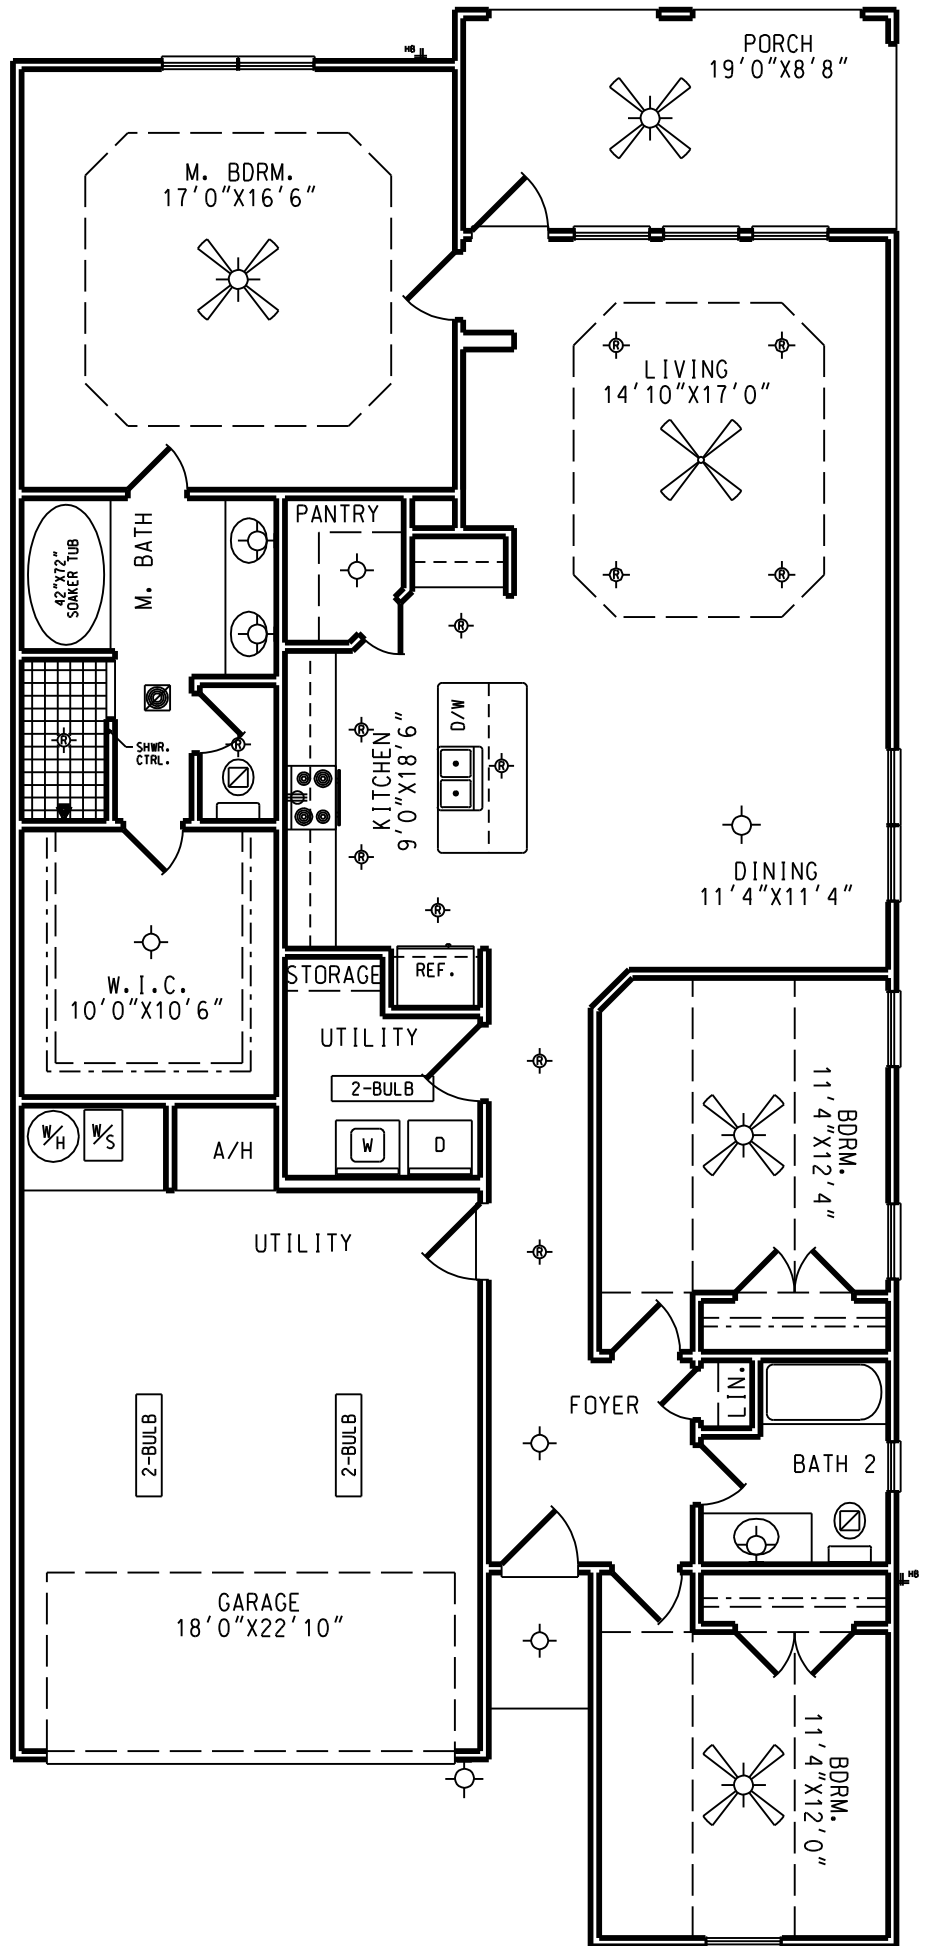 HB
PORCH
19'0"X8'8"
M. BDRM.
17'0"X16'6"
R
R
LIVING
14'10"X17'0"
R
R
PANTRY
M. BATH
42"X72"
SOAKER TUB
R
D/W
KITCHEN
9'0"X18'6"
R
R
R
R
SHWR.
CTRL.
R
R
R
DINING
11'4"X11'4"
W.I.C.
10'0"X10'6"
STORAGE
REF.
UTILITY
2-BULB
R
W/H
W/S
A/H
W
D
BDRM.
11'4"X12'4"
UTILITY
R
FOYER
LIN.
2-BULB
2-BULB
BATH 2
HB
GARAGE
18'0"X22'10"
BDRM.
11'4"X12'0"